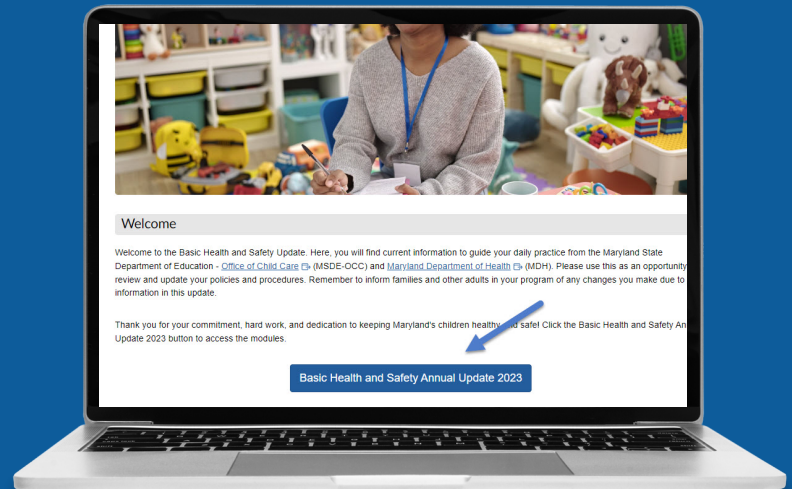 Welcome
Welcome to the Basic Health and Safety Update. Here, you will find current information to guide your daily practice from the Maryland State
Department of Education - Office of Child Care (MSDE-OCC) and Maryland Department of Health (MDH). Please use this as an opportunity
review and update your policies and procedures. Remember to inform families and other adults in your program of any changes you make due to
information in this update.
Thank you for your commitment, hard work, and dedication to keeping Maryland's children healthy and safe! Click the Basic Health and Safety An
Update 2023 button to access the modules.
Basic Health and Safety Annual Update 2023